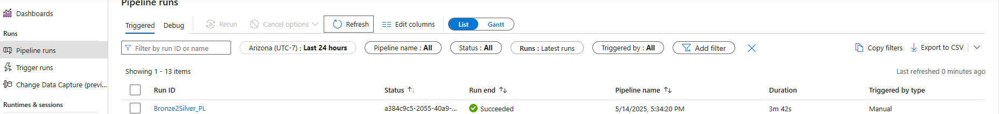 Pipeline runs
Dashboards
Runs
Pipeline runs
Trigger runs
Change Data Capture (previ...
Runtimes & sessions
Triggered Debug Rerun Cancel options Refresh Edit columns List Gantt
Filter by run ID or name Arizona (UTC-7) : Last 24 hours Pipeline name : All Status : All Runs : Latest runs Triggered by : All Add filter Copy filters Export to CSV
Showing 1 - 13 items Last refreshed 0 minutes ago
Run ID Status Run end Pipeline name Duration Triggered by type
Bronze2Silver_PL a384c9c5-2055-40a9-... Succeeded 5/14/2025, 5:34:20 PM 3m 42s Manual